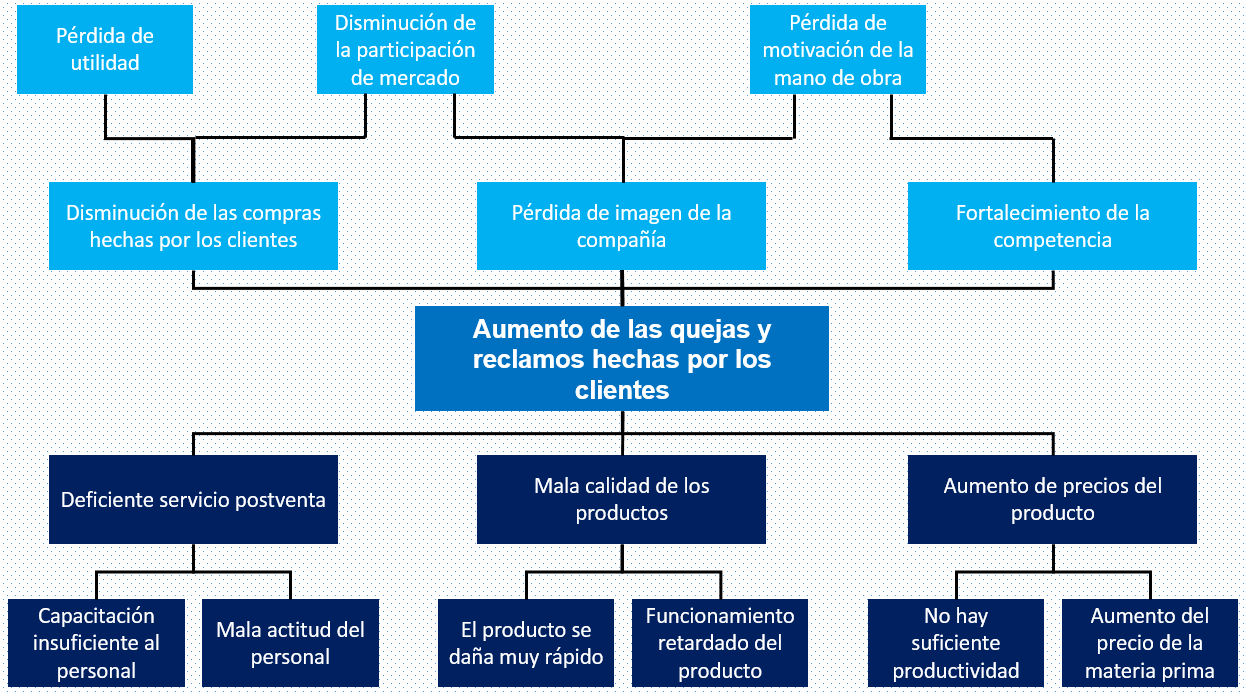 Pérdida de
utilidad
Disminución de
la participación
de mercado
Pérdida de
motivación de la
mano de obra
Disminución de las compras
hechas por los clientes
Pérdida de imagen de la
compañía
Fortalecimiento de la
competencia
Aumento de las quejas y
reclamos hechas por los
clientes
Deficiente servicio postventa
Mala calidad de los
productos
Aumento de precios del
producto
Capacitación
insuficiente al
personal
Mala actitud del
personal
El producto se
daña muy rápido
Funcionamiento
retardado del
producto
No hay
suficiente
productividad
Aumento del
precio de la
materia prima